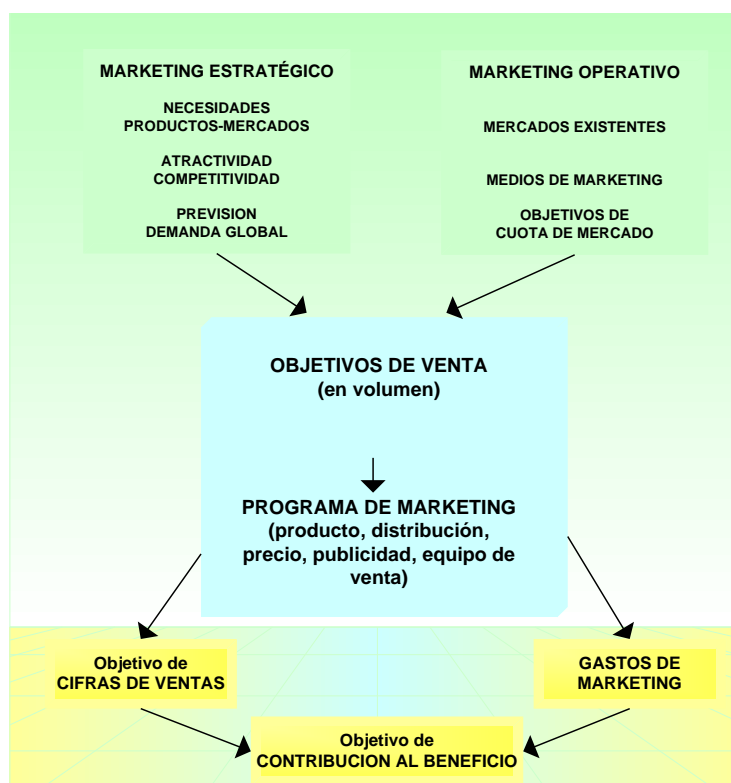 MARKETING ESTRATÉGICO
NECESIDADES
PRODUCTOS-MERCADOS
ATRACTIVIDAD
COMPETITIVIDAD
PREVISION
DEMANDA GLOBAL
MARKETING OPERATIVO
MERCADOS EXISTENTES
MEDIOS DE MARKETING
OBJETIVOS DE
CUOTA DE MERCADO
OBJETIVOS DE VENTA
(en volumen)
PROGRAMA DE MARKETING
(producto, distribución,
precio, publicidad, equipo de
venta)
Objetivo de
CIFRAS DE VENTAS
GASTOS DE
MARKETING
Objetivo de
CONTRIBUCION AL BENEFICIO